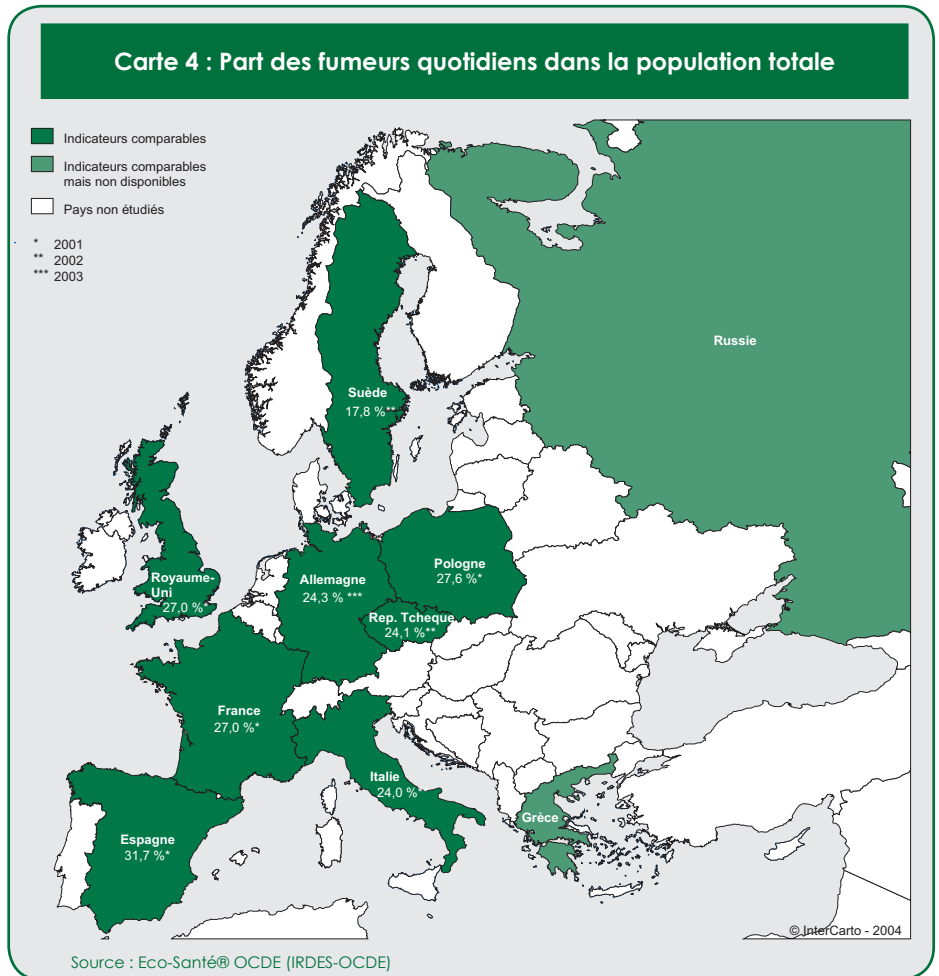 Carte 4 : Part des fumeurs quotidiens dans la population totale
Indicateurs comparables
Indicateurs comparables
mais non disponibles
Pays non étudiés
* 2001
** 2002
*** 2003
Russie
Suède
17,8 %**
Royaume-
Uni
27,0 %*
Allemagne
24,3 % ***
Pologne
27,6 %*
Rep. Tcheque
24,1 %**
France
27,0 %*
Italie
24,0 %*
Grèce
Espagne
31,7 %*
© InterCarto - 2004
Source : Eco-Santé® OCDE (IRDES-OCDE)